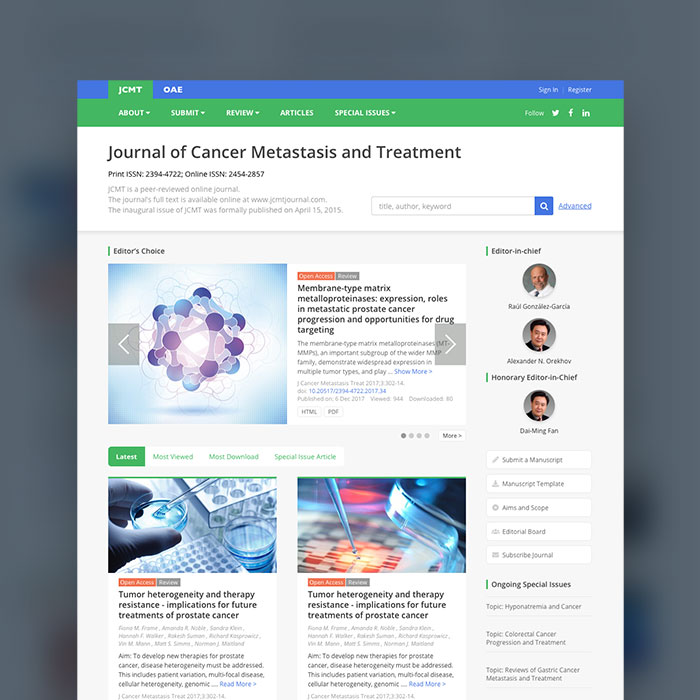 JCMT OAE Sign In | Register
ABOUT SUBMIT REVIEW ARTICLES SPECIAL ISSUES Follow
Journal of Cancer Metastasis and Treatment
Print ISSN: 2394-4722; Online ISSN: 2454-2857
JCMT is a peer-reviewed online journal.
The journal's full text is available online at www.jcmtjournal.com.
The inaugural issue of JCMT was formally published on April 15, 2015.
title, author, keyword Advanced
Editor's Choice
Open Access Review
Membrane-type matrix
metalloproteinases: expression, roles
in metastatic prostate cancer
progression and opportunities for drug
targeting
The membrane-type matrix metalloproteinases (MT-
MMPs), an important subgroup of the wider MMP
family, demonstrate widespread expression in
multiple tumor types, and play ... Show More >
J Cancer Metastasis Treat 2017;3:302-14.
doi: 10.20517/2394-4722.2017.34
Published on: 6 Dec 2017 Viewed: 944 Downloaded: 80
HTML PDF
More >
Latest Most Viewed Most Download Special Issue Article
Open Access Review
Tumor heterogeneity and therapy
resistance - implications for future
treatments of prostate cancer
Fiona M. Frame , Amanda R. Noble , Sandra Klein ,
Hannah F. Walker , Rakesh Suman , Richard Kasprowicz ,
Vin M. Mann , Matt S. Simms , Norman J. Maitland
Aim: To develop new therapies for prostate
cancer, disease heterogeneity must be addressed.
This includes patient variation, multi-focal disease,
cellular heterogeneity, genomic ... Read More >
J Cancer Metastasis Treat 2017;3:302-14.
Open Access Review
Tumor heterogeneity and therapy
resistance - implications for future
treatments of prostate cancer
Fiona M. Frame , Amanda R. Noble , Sandra Klein ,
Hannah F. Walker , Rakesh Suman , Richard Kasprowicz ,
Vin M. Mann , Matt S. Simms , Norman J. Maitland
Aim: To develop new therapies for prostate
cancer, disease heterogeneity must be addressed.
This includes patient variation, multi-focal disease,
cellular heterogeneity, genomic ... Read More >
J Cancer Metastasis Treat 2017;3:302-14.
Editor-in-chief
Raúl González-García
Alexander N. Orekhov
Honorary Editor-in-Chief
Dai-Ming Fan
Submit a Manuscript
Manuscript Template
Aims and Scope
Editorial Board
Subscribe Journal
Ongoing Special Issues
Topic: Hyponatremia and Cancer
Topic: Colorectal Cancer
Progression and Treatment
Topic: Reviews of Gastric Cancer
Metastasis and Treatment